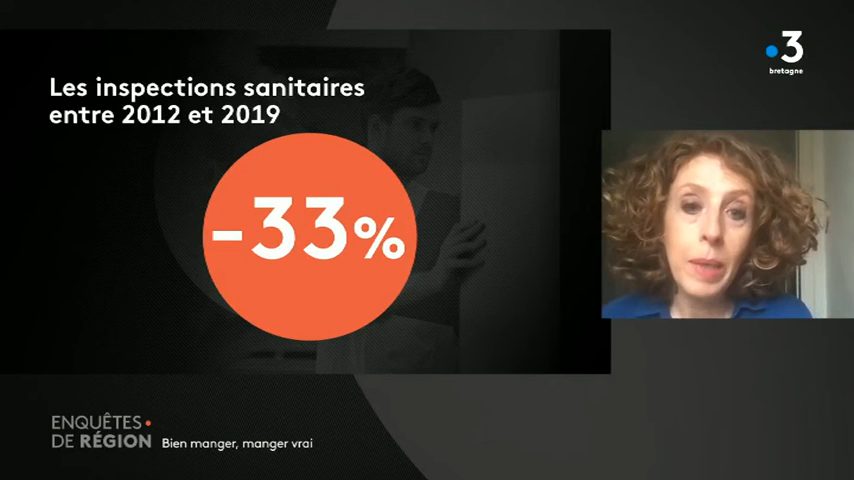 Les inspections sanitaires
entre 2012 et 2019
-33%
3
bretagne
ENQUÊTES
DE RÉGION
Bien manger, manger vrai